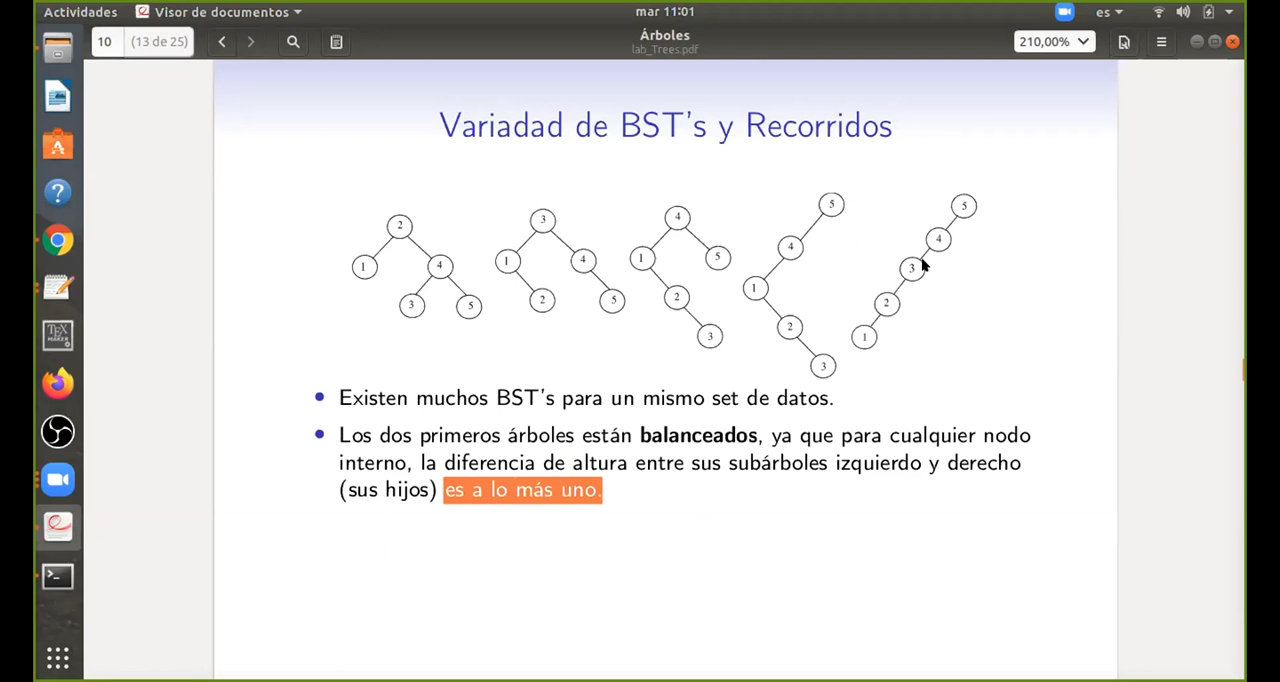 Actividades Visor de documentos mar 11:01 es
10 (13 de 25) Árboles 210,00%
lab_Trees.pdf
Variadad de BST's y Recorridos
2 1 4 3 5
3 1 4 2 5
4 1 5 2 3
5 4 1 2 3
5 4 3 2 1
Existen muchos BST's para un mismo set de datos.
Los dos primeros árboles están balanceados, ya que para cualquier nodo
interno, la diferencia de altura entre sus subárboles izquierdo y derecho
(sus hijos) es a lo más uno.
TEX
MAKER